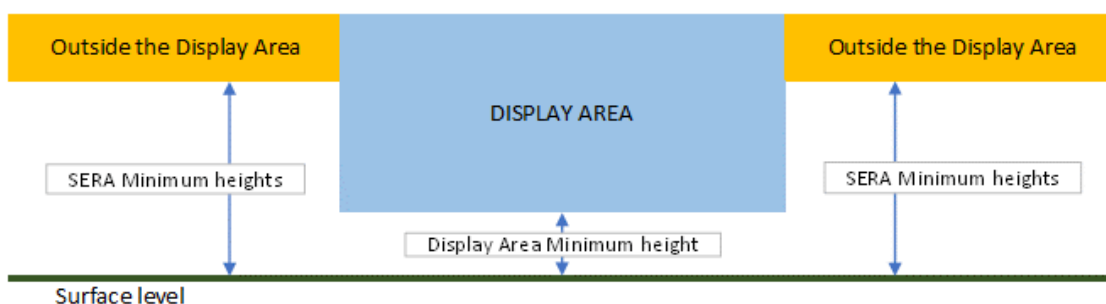 Outside the Display Area
Outside the Display Area
DISPLAY AREA
SERA Minimum heights
SERA Minimum heights
Display Area Minimum height
Surface level